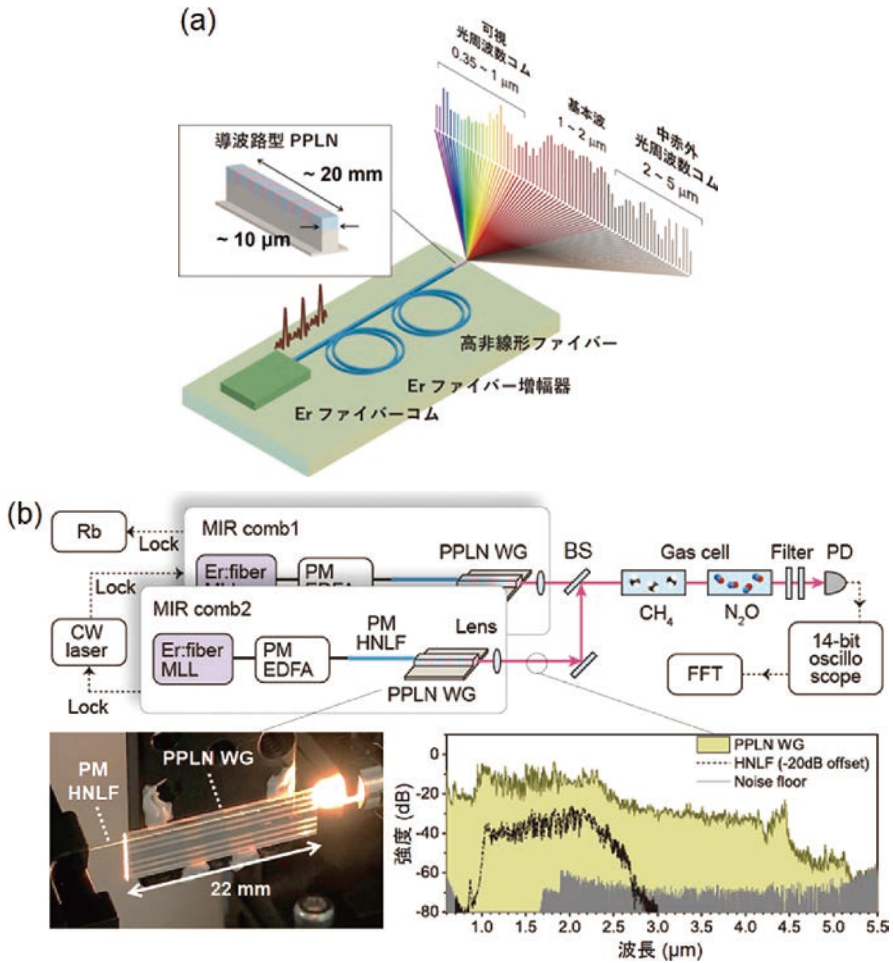 (a)
可視
光周波数コム
0.35 ~ 1 μm
基本波
1 ~ 2 μm
中赤外
光周波数コム
2 ~ 5 μm
導波路型 PPLN
~ 20 mm
~ 10 μm
高非線形ファイバー
Er ファイバー増幅器
Er ファイバーコム
(b)
Rb
Lock
MIR comb1
Er:fiber
PM
PPLN WG
BS
Gas cell
Filter
PD
CH4
N2O
Lock
CW
laser
Lock
MIR comb2
Er:fiber
MLL
PM
EDFA
PM
HNLF
Lens
PPLN WG
14-bit
oscillo
scope
FFT
PM
HNLF
PPLN WG
22 mm
PPLN WG
HNLF (-20dB offset)
Noise floor
強度 (dB)
0
-20
-40
-60
-80
1.0 1.5 2.0 2.5 3.0 3.5 4.0 4.5 5.0 5.5
波長 (μm)